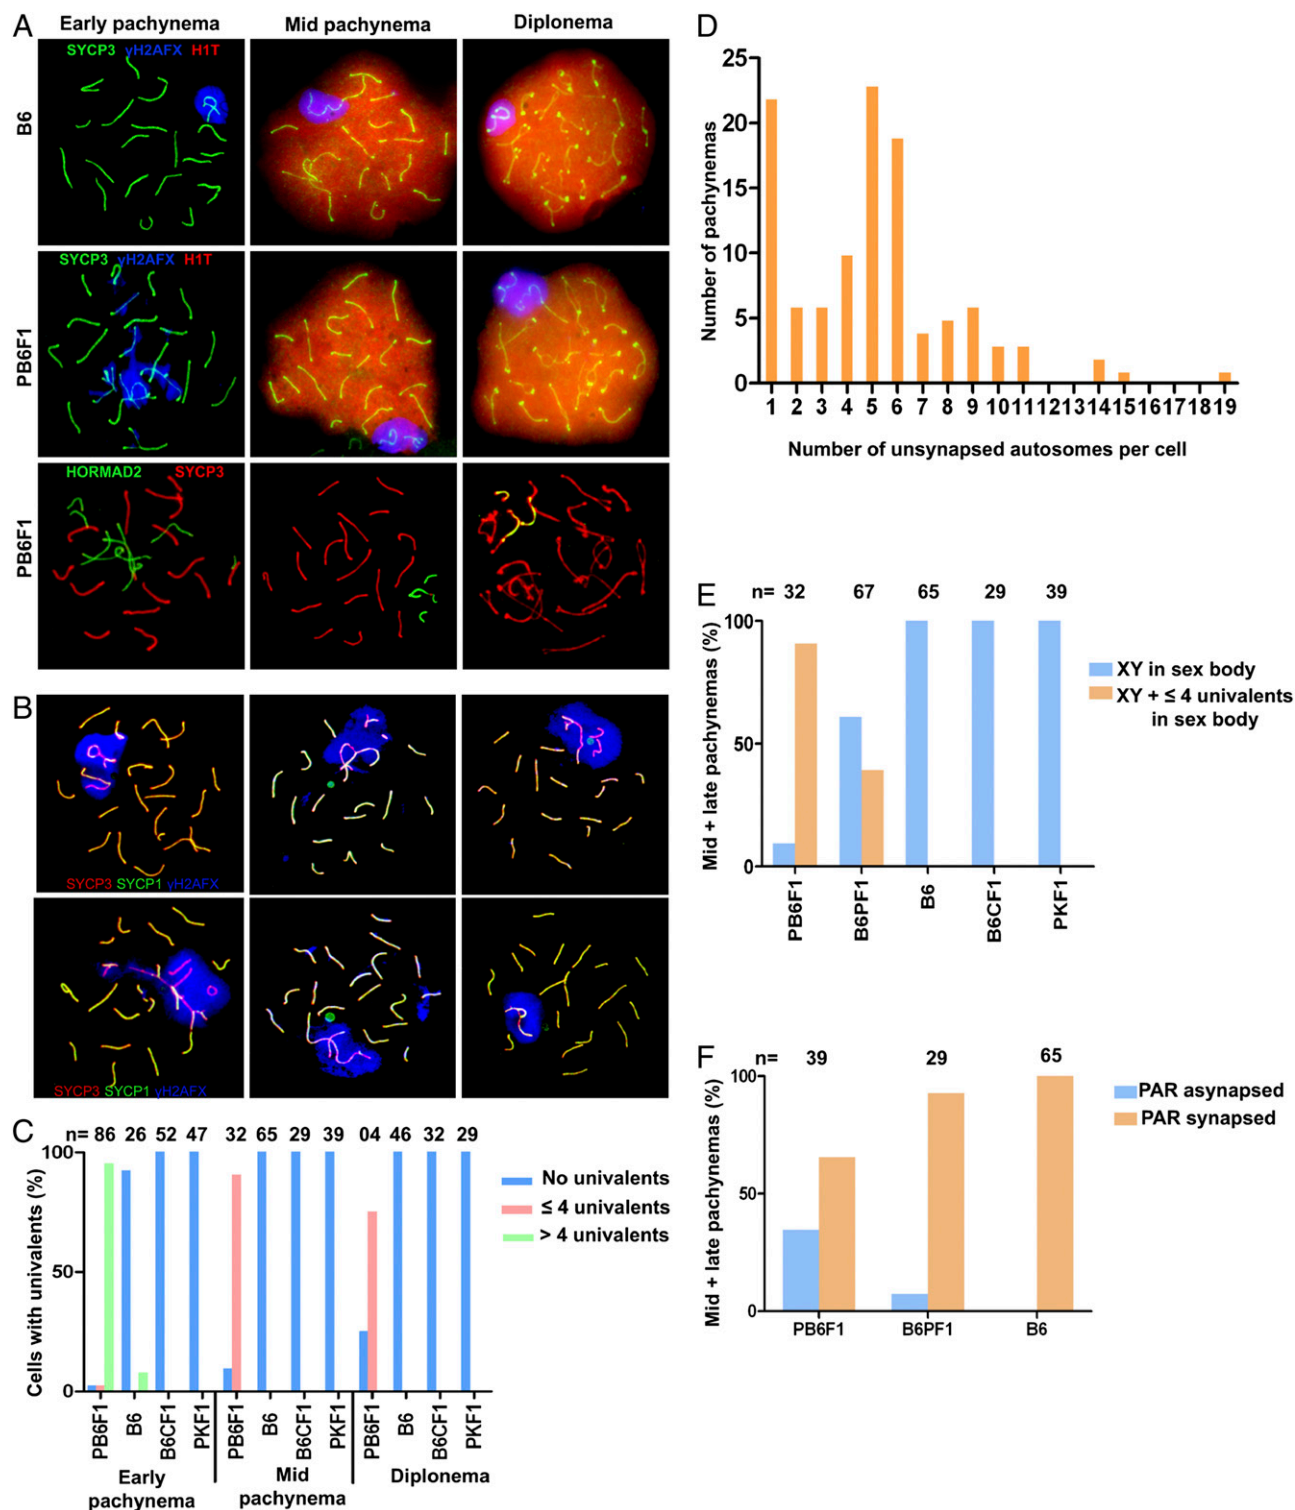 A
Early pachynema
Mid pachynema
Diplonema
B6
SYCP3 γH2AFX H1T
PB6F1
SYCP3 γH2AFX H1T
PB6F1
HORMAD2 SYCP3
B
SYCP3 SYCP1 γH2AFX
SYCP3 SYCP1 γH2AFX
C
n= 86 26 52 47 32 65 29 39 04 46 32 29
Cells with univalents (%)
100
50
0
No univalents
≤ 4 univalents
> 4 univalents
PB6F1 B6 B6CF1 PKF1 PB6F1 B6 B6CF1 PKF1 PB6F1 B6 B6CF1 PKF1
Early pachynema
Mid pachynema
Diplonema
D
Number of pachynemas
25
20
15
10
5
0
1 2 3 4 5 6 7 8 9 10 11 12 13 14 15 16 17 18 19
Number of unsynapsed autosomes per cell
E
n= 32 67 65 29 39
Mid + late pachynemas (%)
100
50
0
XY in sex body
XY + ≤ 4 univalents
in sex body
PB6F1 B6PF1 B6 B6CF1 PKF1
F
n= 39 29 65
Mid + late pachynemas (%)
100
50
0
PAR asynapsed
PAR synapsed
PB6F1 B6PF1 B6